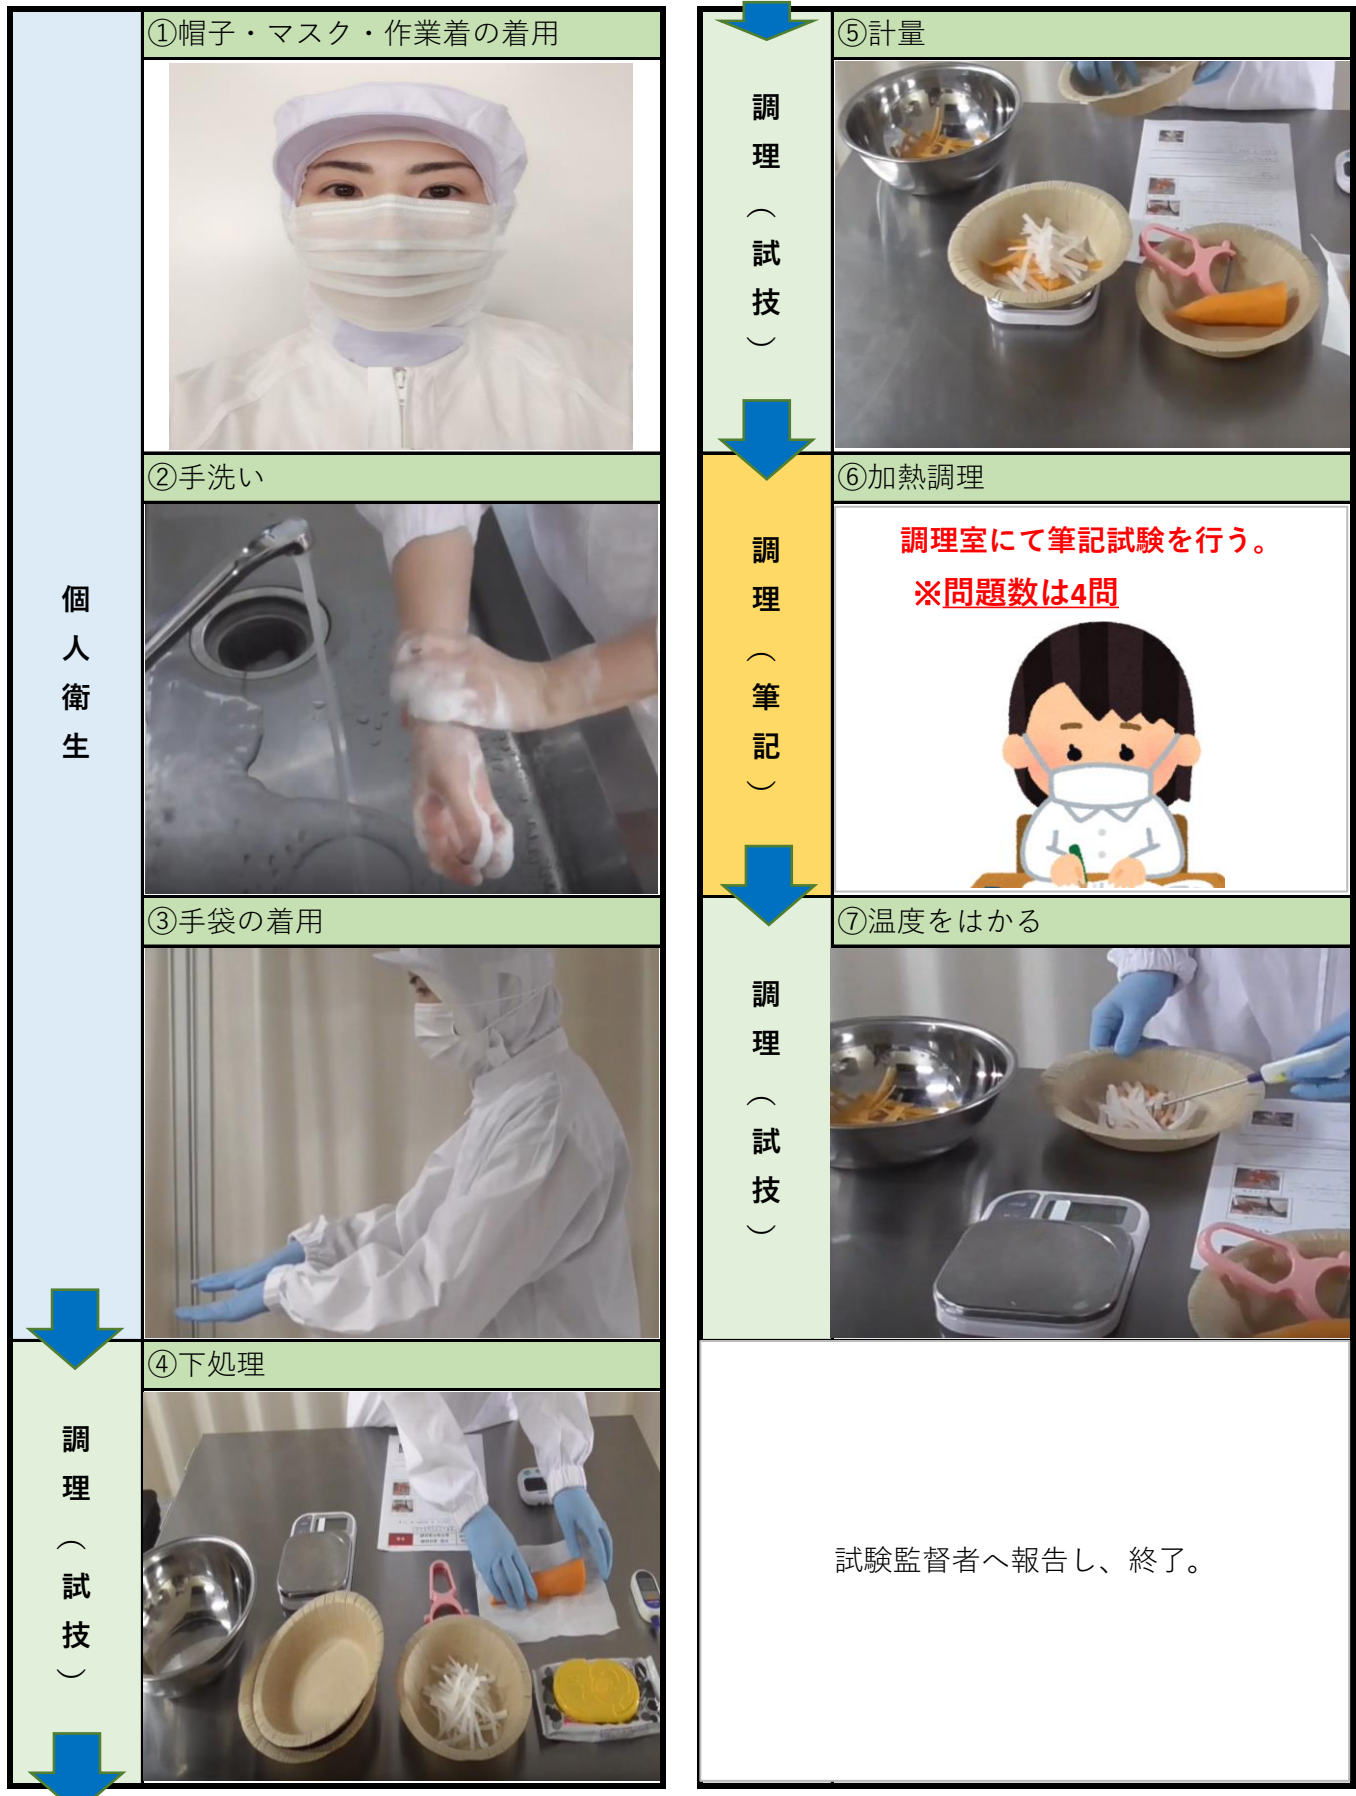 ①帽子・マスク・作業着の着用
個人衛生
②手洗い
③手袋の着用
④下処理
調理（試技）
⑤計量
調理（試技）
⑥加熱調理
調理（筆記）
調理室にて筆記試験を行う。
※問題数は4問
⑦温度をはかる
調理（試技）
試験監督者へ報告し、終了。